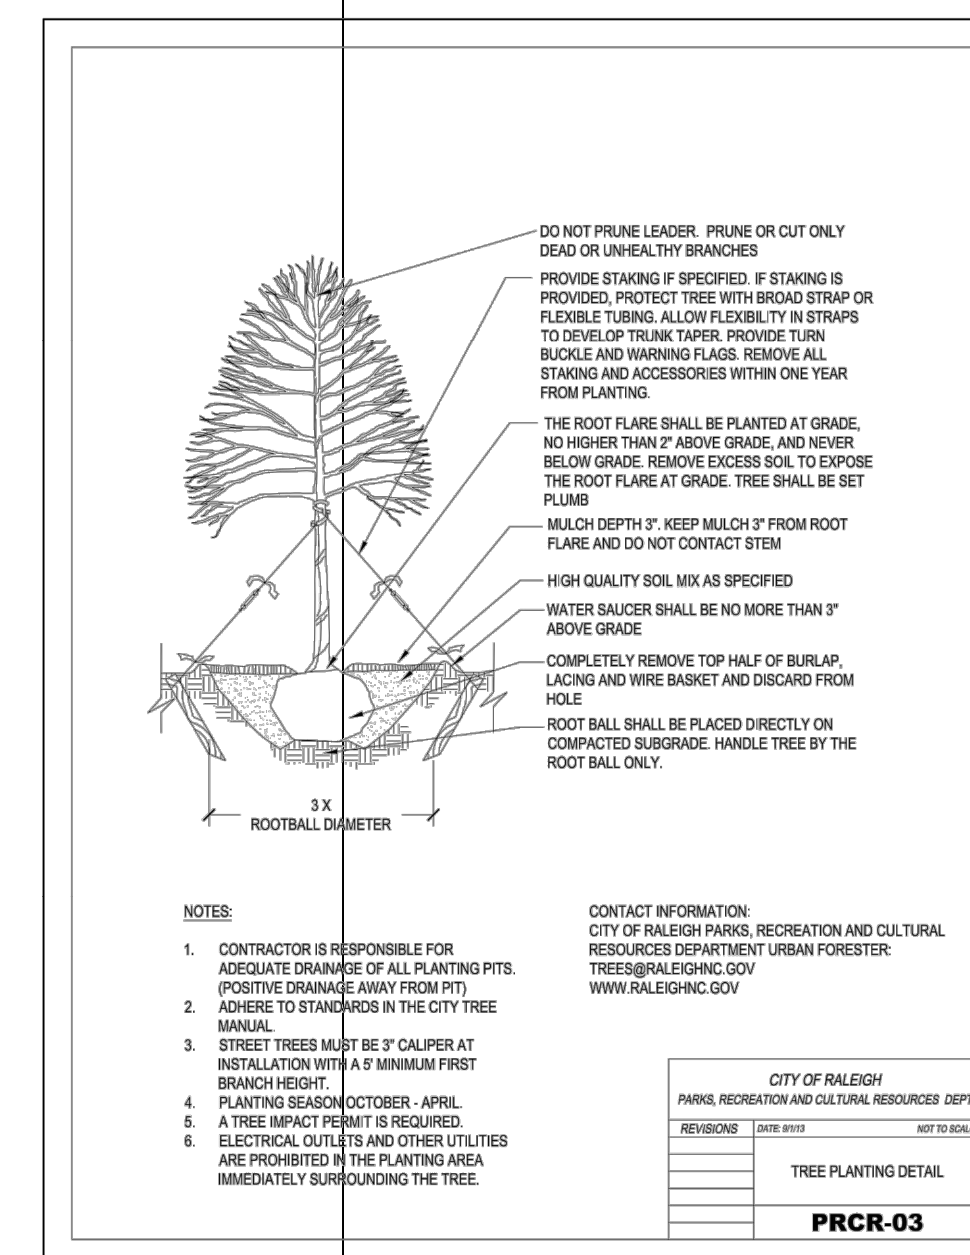 DO NOT PRUNE LEADER. PRUNE OR CUT ONLY
DEAD OR UNHEALTHY BRANCHES
PROVIDE STAKING IF SPECIFIED. IF STAKING IS
PROVIDED, PROTECT TREE WITH BROAD STRAP OR
FLEXIBLE TUBING. ALLOW FLEXIBILITY IN STRAPS
TO DEVELOP TRUNK TAPER. PROVIDE TURN
BUCKLE AND WARNING FLAGS. REMOVE ALL
STAKING AND ACCESSORIES WITHIN ONE YEAR
FROM PLANTING.
THE ROOT FLARE SHALL BE PLANTED AT GRADE,
NO HIGHER THAN 2" ABOVE GRADE, AND NEVER
BELOW GRADE. REMOVE EXCESS SOIL TO EXPOSE
THE ROOT FLARE AT GRADE. TREE SHALL BE SET
PLUMB
MULCH DEPTH 3". KEEP MULCH 3" FROM ROOT
FLARE AND DO NOT CONTACT STEM
HIGH QUALITY SOIL MIX AS SPECIFIED
WATER SAUCER SHALL BE NO MORE THAN 3"
ABOVE GRADE
COMPLETELY REMOVE TOP HALF OF BURLAP,
LACING AND WIRE BASKET AND DISCARD FROM
HOLE
ROOT BALL SHALL BE PLACED DIRECTLY ON
COMPACTED SUBGRADE. HANDLE TREE BY THE
ROOT BALL ONLY.
3 X
ROOTBALL DIAMETER
NOTES:
1. CONTRACTOR IS RESPONSIBLE FOR
ADEQUATE DRAINAGE OF ALL PLANTING PITS.
(POSITIVE DRAINAGE AWAY FROM PIT)
2. ADHERE TO STANDARDS IN THE CITY TREE
MANUAL.
3. STREET TREES MUST BE 3" CALIPER AT
INSTALLATION WITH A 5' MINIMUM FIRST
BRANCH HEIGHT.
4. PLANTING SEASON OCTOBER - APRIL.
5. A TREE IMPACT PERMIT IS REQUIRED.
6. ELECTRICAL OUTLETS AND OTHER UTILITIES
ARE PROHIBITED IN THE PLANTING AREA
IMMEDIATELY SURROUNDING THE TREE.
CONTACT INFORMATION:
CITY OF RALEIGH PARKS, RECREATION AND CULTURAL
RESOURCES DEPARTMENT URBAN FORESTER:
TREES@RALEIGHNC.GOV
WWW.RALEIGHNC.GOV
CITY OF RALEIGH
PARKS, RECREATION AND CULTURAL RESOURCES DEPT
REVISIONS DATE: 9/1/13 NOT TO SCAL
TREE PLANTING DETAIL
PRCR-03